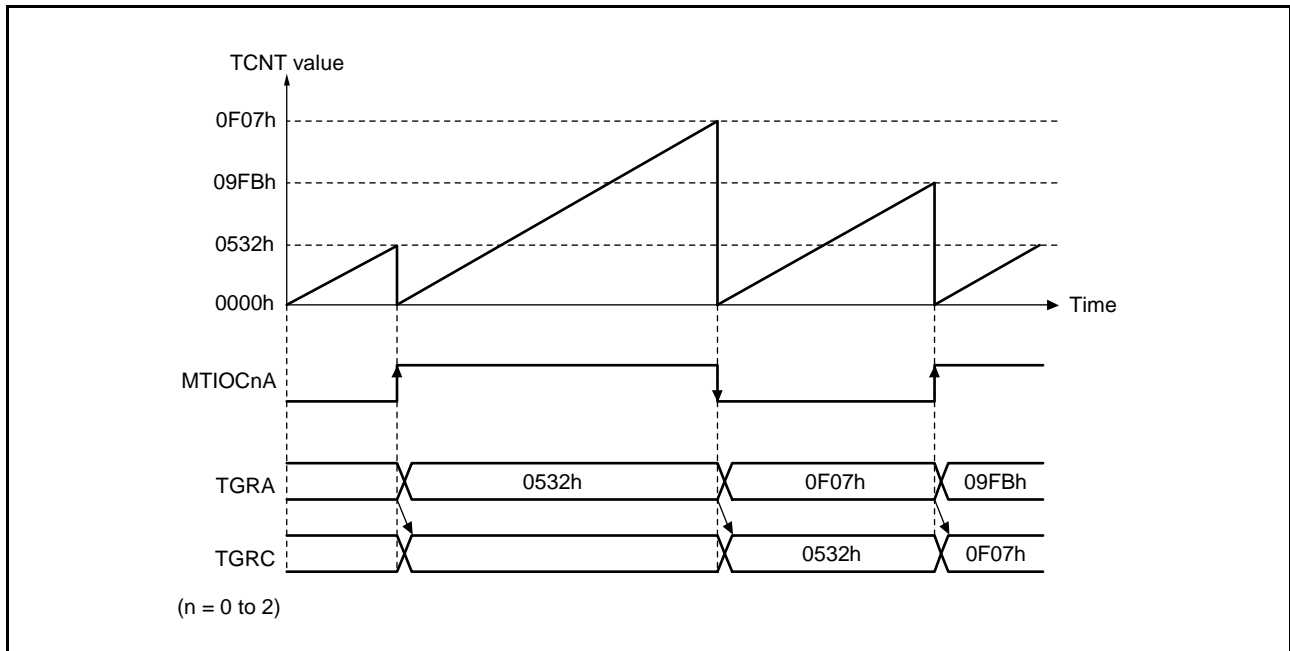 TCNT value
0F07h
09FBh
0532h
0000h
Time
MTIOCnA
TGRA 0532h 0F07h 09FBh
TGRC 0532h 0F07h
(n = 0 to 2)